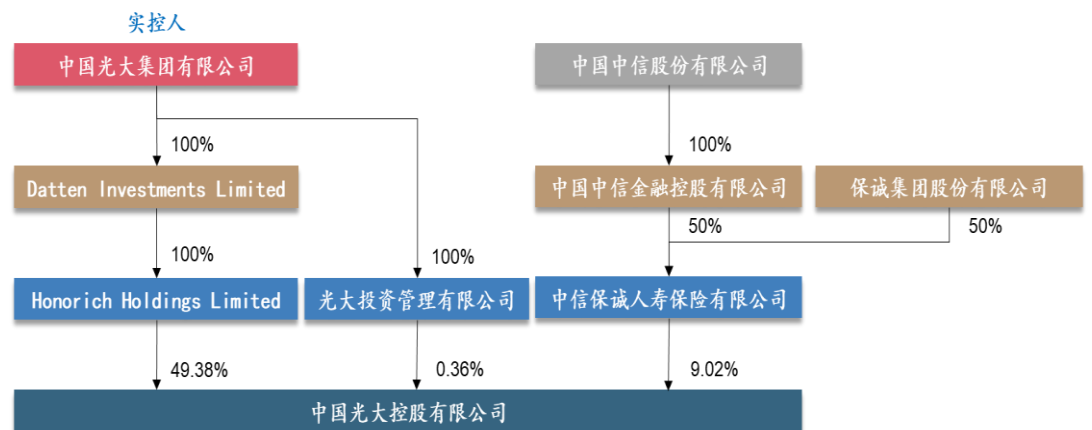 实控人
中国光大集团有限公司
中国中信股份有限公司
100%
100%
Datten Investments Limited
中国中信金融控股有限公司
保诚集团股份有限公司
50%
50%
100%
100%
Honorich Holdings Limited
光大投资管理有限公司
中信保诚人寿保险有限公司
49.38%
0.36%
9.02%
中国光大控股有限公司